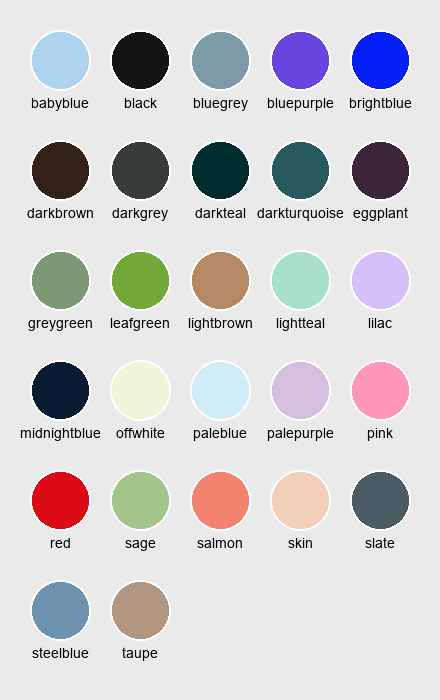 babyblue black bluegrey bluepurple brightblue
darkbrown darkgrey darkteal darkturquoise eggplant
greygreen leafgreen lightbrown lightteal lilac
midnightblue offwhite paleblue palepurple pink
red sage salmon skin slate
steelblue taupe